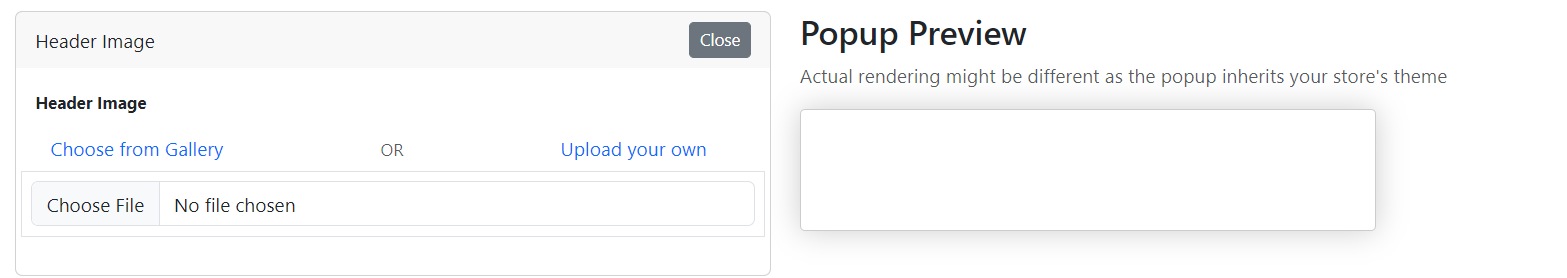 Header Image
Close
Header Image
Choose from Gallery
OR
Upload your own
Choose File
No file chosen
Popup Preview
Actual rendering might be different as the popup inherits your store's theme